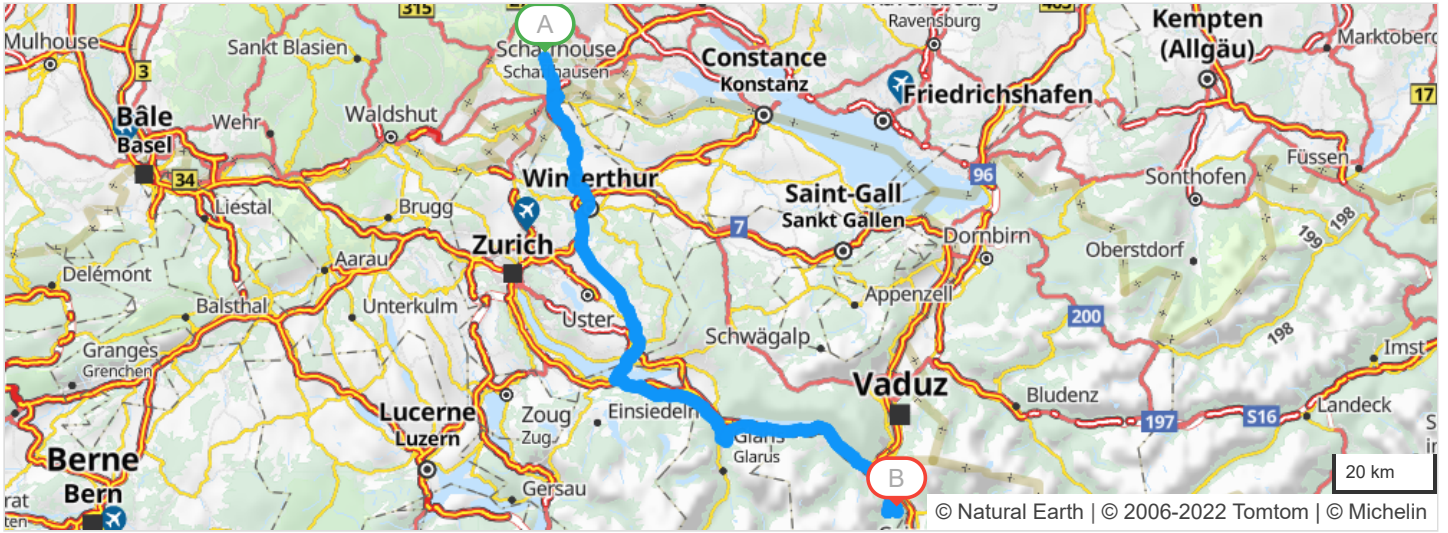 315
A
465
Ravensburg
Kempten
(Allgäu)
Marktoberd
Mulhouse
Sankt Blasien
Schaffhouse
Schaffhausen
Constance
Konstanz
3
17
Friedrichshafen
Bâle
Basel
Wehr
Waldshut
Füssen
34
Winterthur
96
Sonthofen
Liestal
Brugg
Saint-Gall
Sankt Gallen
198
199
7
Zurich
Dornbirn
Oberstdorf
Delémont
Aarau
Balsthal
Unterkulm
Uster
Appenzell
200
198
Schwägalp
Granges
Grenchen
Imst
Vaduz
Bludenz
Landeck
Lucerne
Luzern
Zoug
Zug
Einsiedeln
197
S16
Glaris
Glarus
Berne
Bern
Gersau
B
20 km
© Natural Earth | © 2006-2022 Tomtom | © Michelin